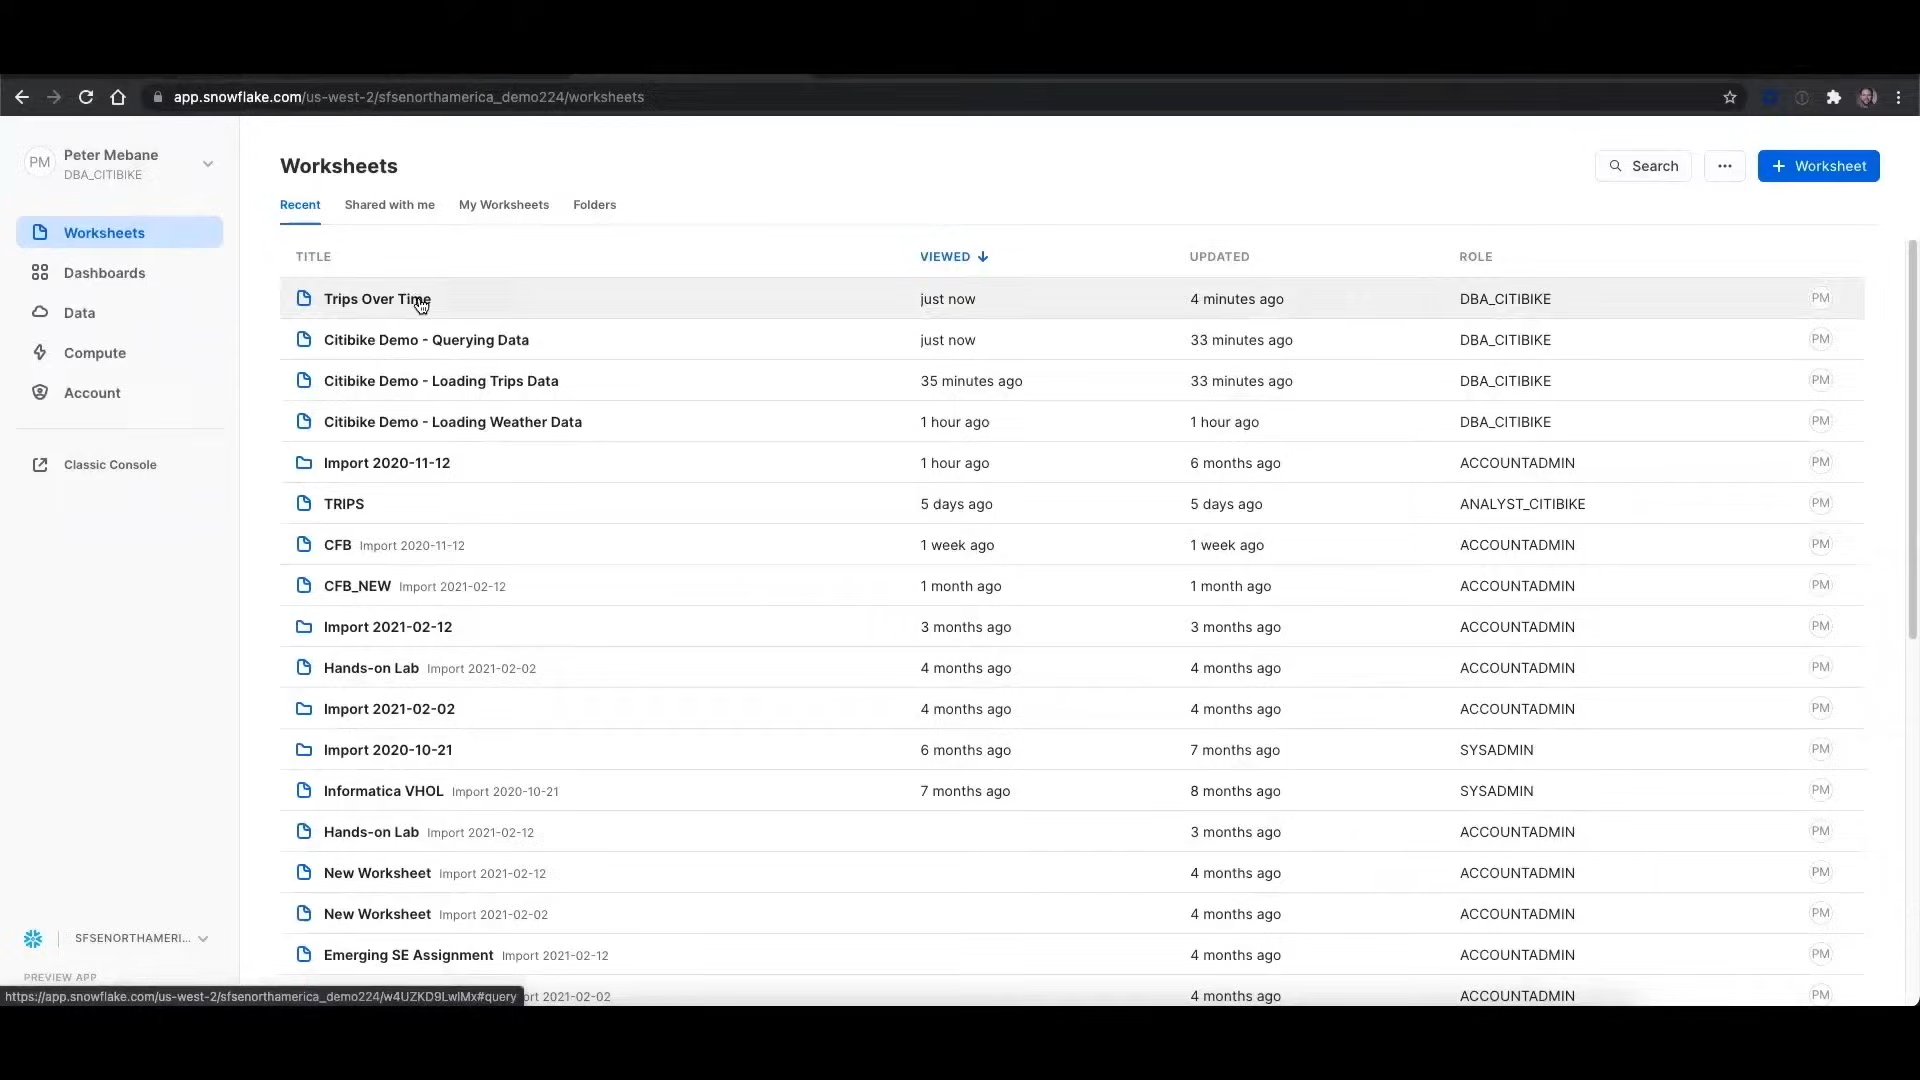 app.snowflake.com/us-west-2/sfsenorthamerica_demo224/worksheets
PM
Peter Mebane
DBA_CITIBIKE
Worksheets
Dashboards
Data
Compute
Account
Classic Console
SFSENORTHAMERI...
PREVIEW APP
Worksheets
Search
... + Worksheet
Recent Shared with me My Worksheets Folders
TITLE VIEWED UPDATED ROLE
Trips Over Time just now 4 minutes ago DBA_CITIBIKE PM
Citibike Demo - Querying Data just now 33 minutes ago DBA_CITIBIKE PM
Citibike Demo - Loading Trips Data 35 minutes ago 33 minutes ago DBA_CITIBIKE PM
Citibike Demo - Loading Weather Data 1 hour ago 1 hour ago DBA_CITIBIKE PM
Import 2020-11-12 1 hour ago 6 months ago ACCOUNTADMIN PM
TRIPS 5 days ago 5 days ago ANALYST_CITIBIKE PM
CFB Import 2020-11-12 1 week ago 1 week ago ACCOUNTADMIN PM
CFB_NEW Import 2021-02-12 1 month ago 1 month ago ACCOUNTADMIN PM
Import 2021-02-12 3 months ago 3 months ago ACCOUNTADMIN PM
Hands-on Lab Import 2021-02-02 4 months ago 4 months ago ACCOUNTADMIN PM
Import 2021-02-02 4 months ago 4 months ago ACCOUNTADMIN PM
Import 2020-10-21 6 months ago 7 months ago SYSADMIN PM
Informatica VHOL Import 2020-10-21 7 months ago 8 months ago SYSADMIN PM
Hands-on Lab Import 2021-02-12 3 months ago ACCOUNTADMIN PM
New Worksheet Import 2021-02-12 4 months ago ACCOUNTADMIN PM
New Worksheet Import 2021-02-02 4 months ago ACCOUNTADMIN PM
Emerging SE Assignment Import 2021-02-12 4 months ago ACCOUNTADMIN PM
ort 2021-02-02 4 months ago ACCOUNTADMIN PM
https://app.snowflake.com/us-west-2/sfsenorthamerica_demo224/w4UZKD9LwIMx#query